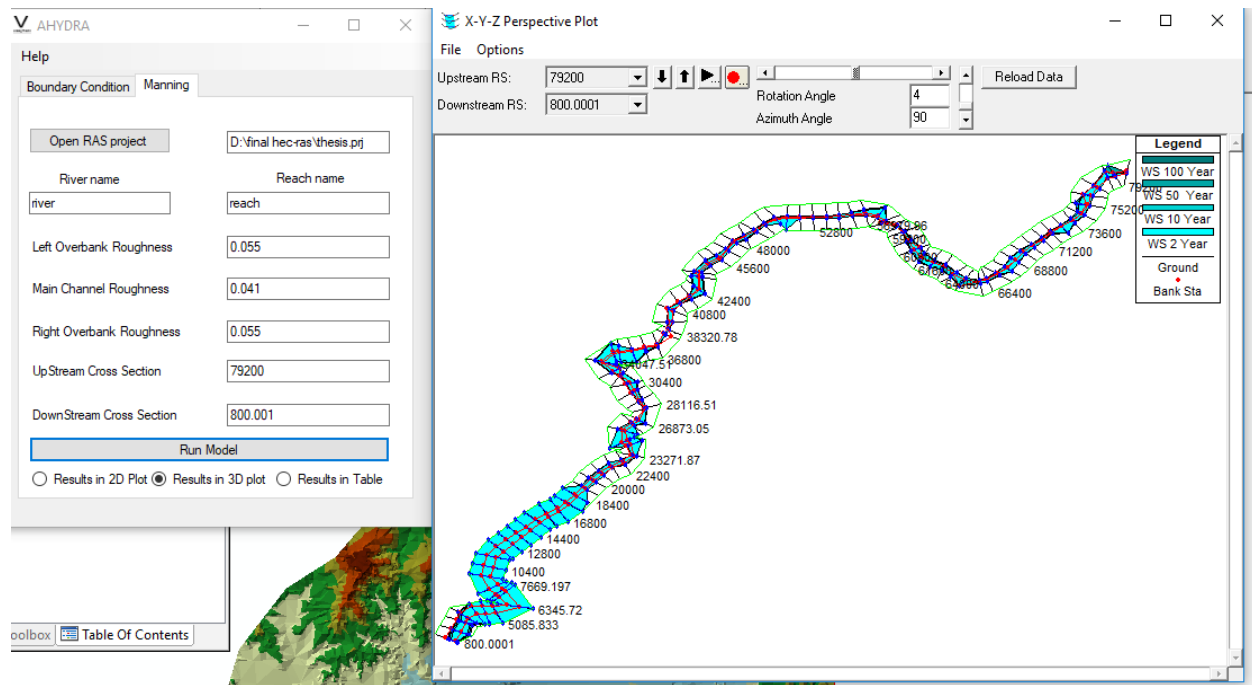 AHYDRA
Help
Boundary Condition Manning
Open RAS project D:\final hec-ras\thesis.prj
River name Reach name
river reach
Left Overbank Roughness 0.055
Main Channel Roughness 0.041
Right Overbank Roughness 0.055
UpStream Cross Section 79200
DownStream Cross Section 800.001
Run Model
Results in 2D Plot Results in 3D plot Results in Table
oolbox Table Of Contents
X-Y-Z Perspective Plot
File Options
Upstream RS: 79200
Downstream RS: 800.0001
Rotation Angle 4
Azimuth Angle 90
Reload Data
Legend
WS 100 Year
WS 50 Year
WS 10 Year
WS 2 Year
Ground
Bank Sta
75200
73600
71200
68800
66400
52800
48000
45600
42400
40800
38320.78
36800
30400
28116.51
26873.05
23271.87
22400
20000
18400
16800
14400
12800
10400
7669.197
6345.72
5085.833
800.0001